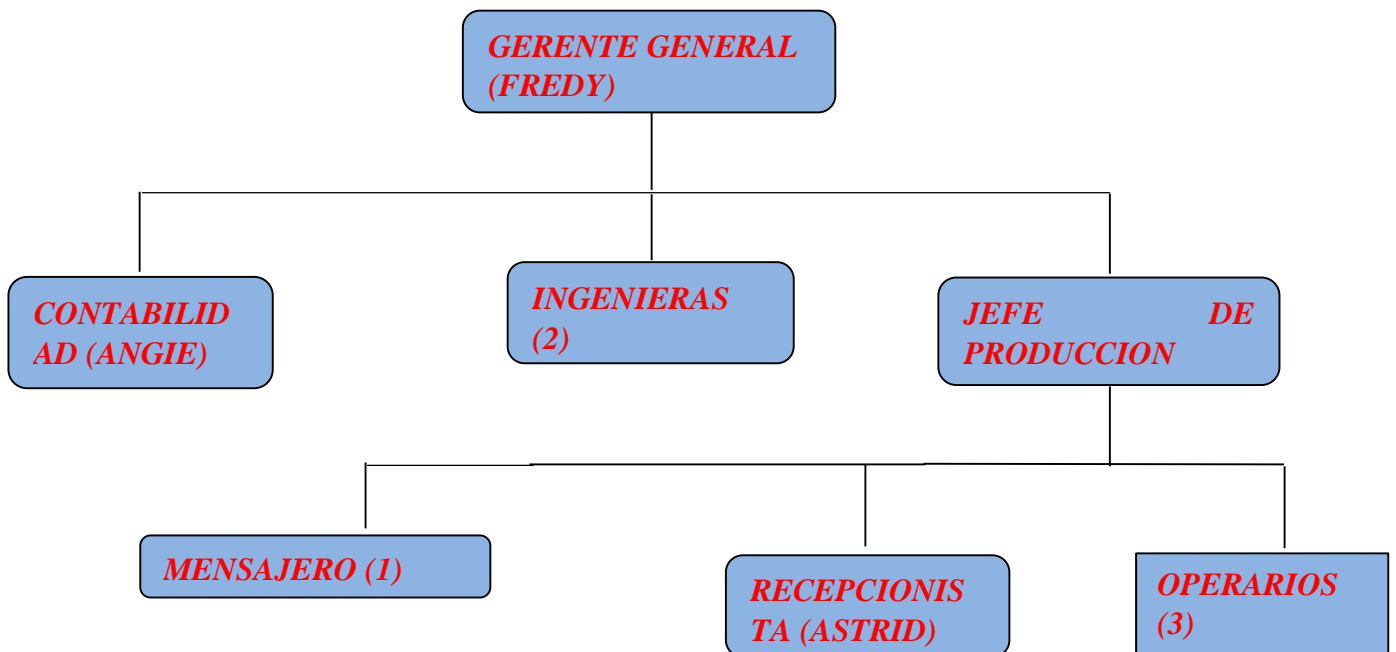 GERENTE GENERAL
(FREDY)
CONTABILID
AD (ANGIE)
INGENIERAS
(2)
JEFE DE
PRODUCCION
MENSAJERO (1)
RECEPCIONIS
TA (ASTRID)
OPERARIOS
(3)